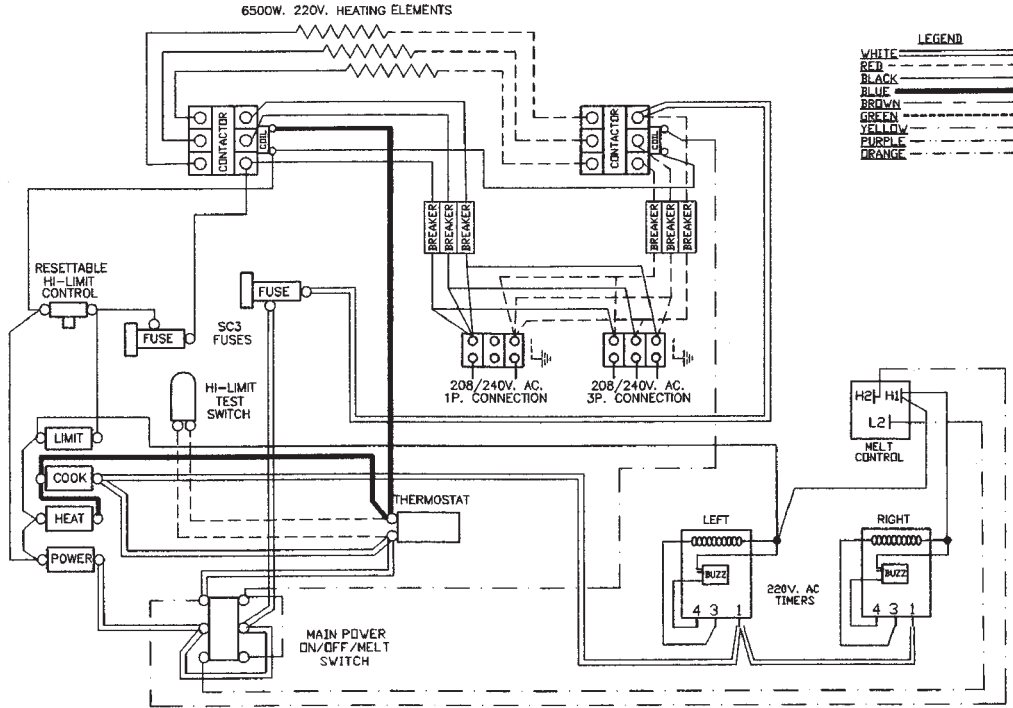 6500W. 220V. HEATING ELEMENTS
LEGEND
WHITE
RED
BLACK
BLUE
BROWN
GREEN
YELLOW
PURPLE
ORANGE
CONTACTOR
COIL
CONTACTOR
COIL
BREAKER
BREAKER
BREAKER
BREAKER
BREAKER
BREAKER
RESETTABLE
HI-LIMIT
CONTROL
FUSE
FUSE
SC3
FUSES
HI-LIMIT
TEST
SWITCH
208/240V. AC.
1P. CONNECTION
208/240V. AC.
3P. CONNECTION
H2
H1
L2
MELT
CONTROL
LIMIT
COOK
HEAT
POWER
THERMOSTAT
LEFT
BUZZ
4 3 1
RIGHT
BUZZ
4 3 1
220V. AC
TIMERS
MAIN POWER
ON/OFF/MELT
SWITCH